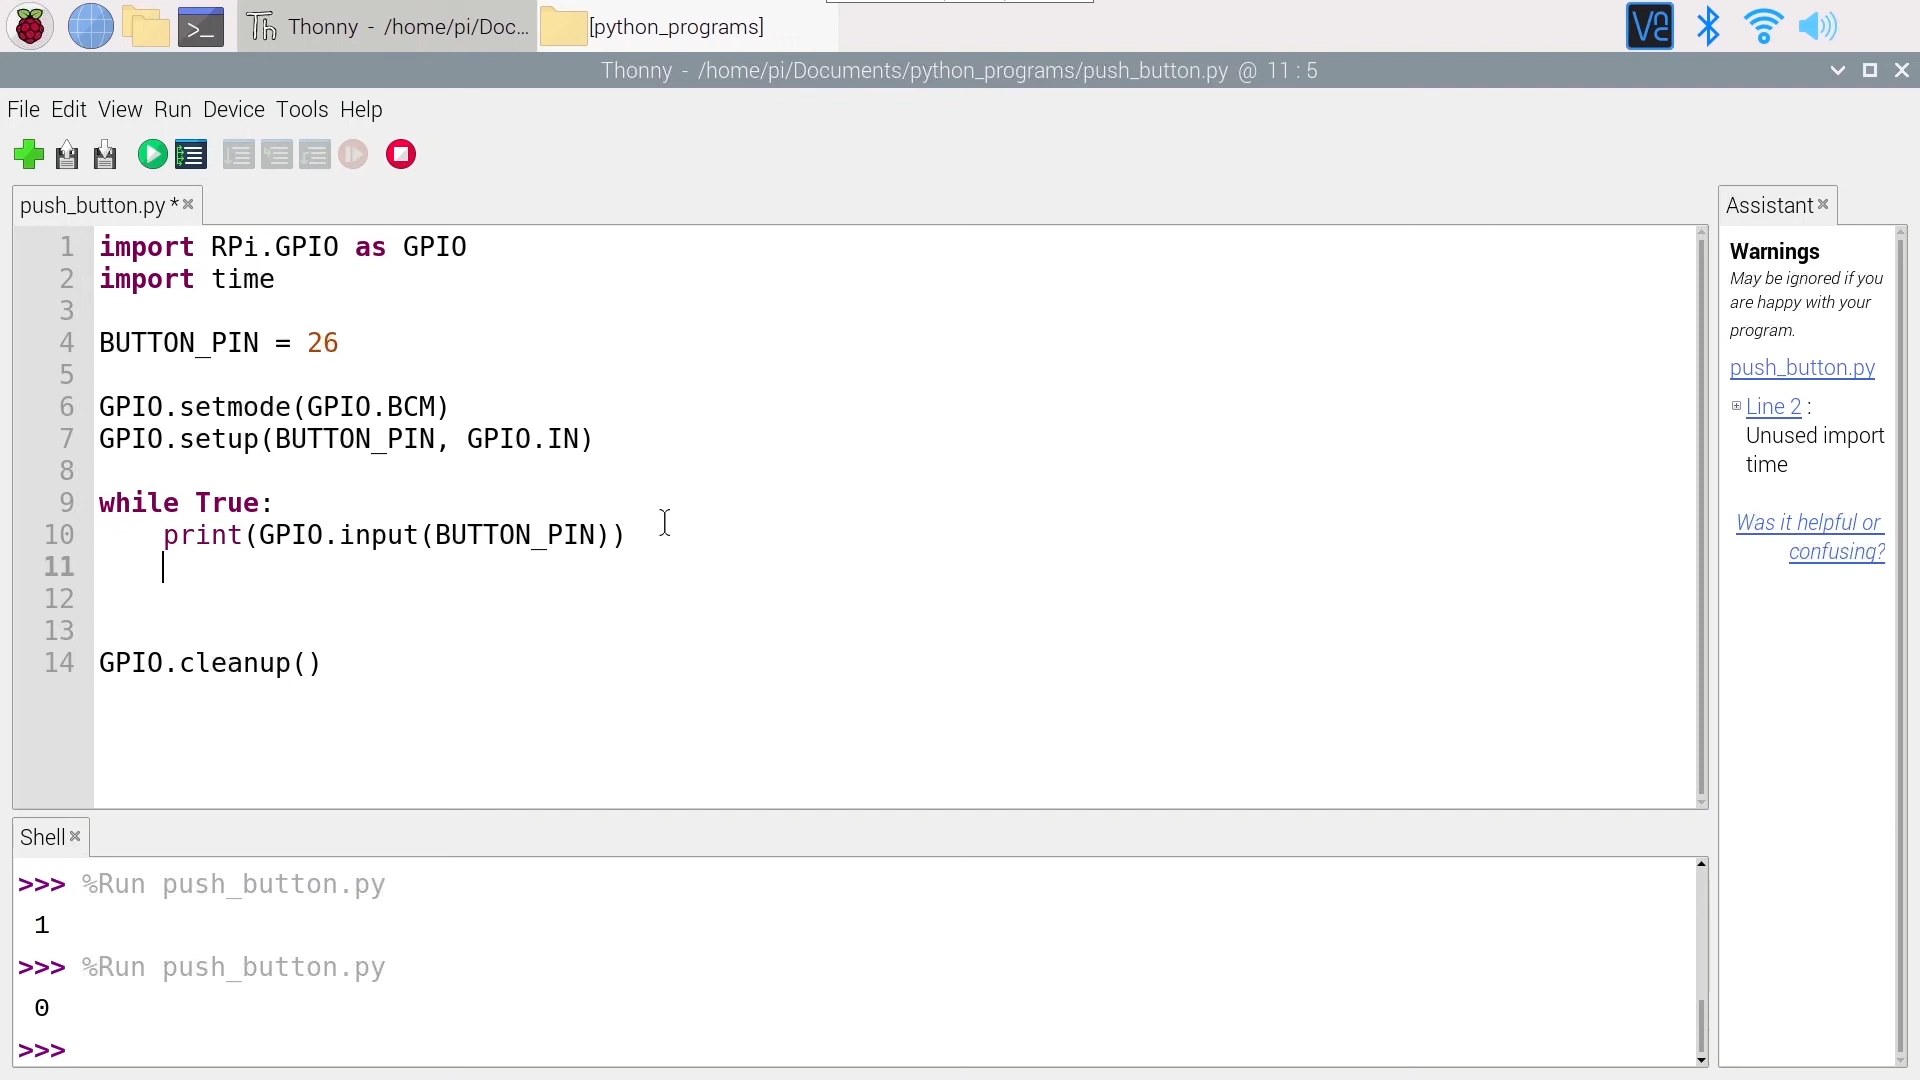 Thonny - /home/pi/Doc...
[python_programs]
Thonny - /home/pi/Documents/python_programs/push_button.py @ 11 : 5
File Edit View Run Device Tools Help
push_button.py *
1 import RPi.GPIO as GPIO
2 import time
3
4 BUTTON_PIN = 26
5
6 GPIO.setmode(GPIO.BCM)
7 GPIO.setup(BUTTON_PIN, GPIO.IN)
8
9 while True:
10 print(GPIO.input(BUTTON_PIN))
11
12
13
14 GPIO.cleanup()
Assistant
Warnings
May be ignored if you
are happy with your
program.
push_button.py
Line 2 :
Unused import
time
Was it helpful or
confusing?
Shell
>>> %Run push_button.py
1
>>> %Run push_button.py
0
>>>